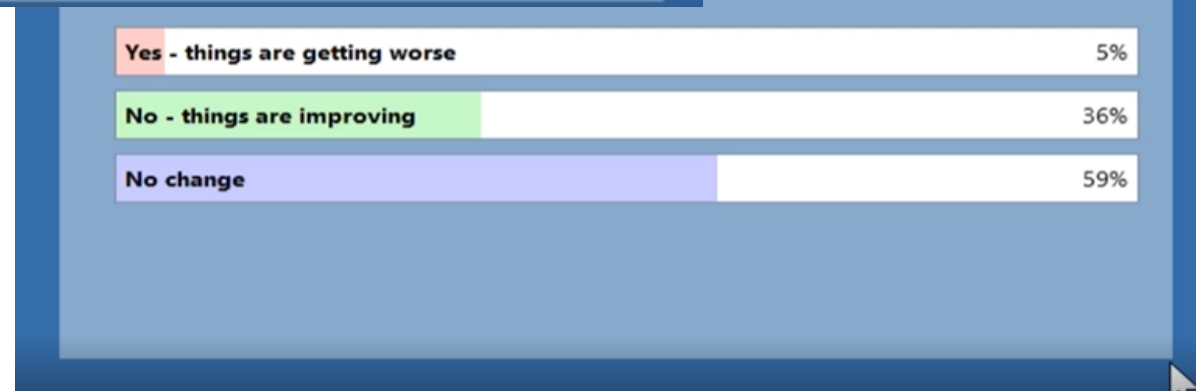 Yes - things are getting worse 5%
No - things are improving 36%
No change 59%